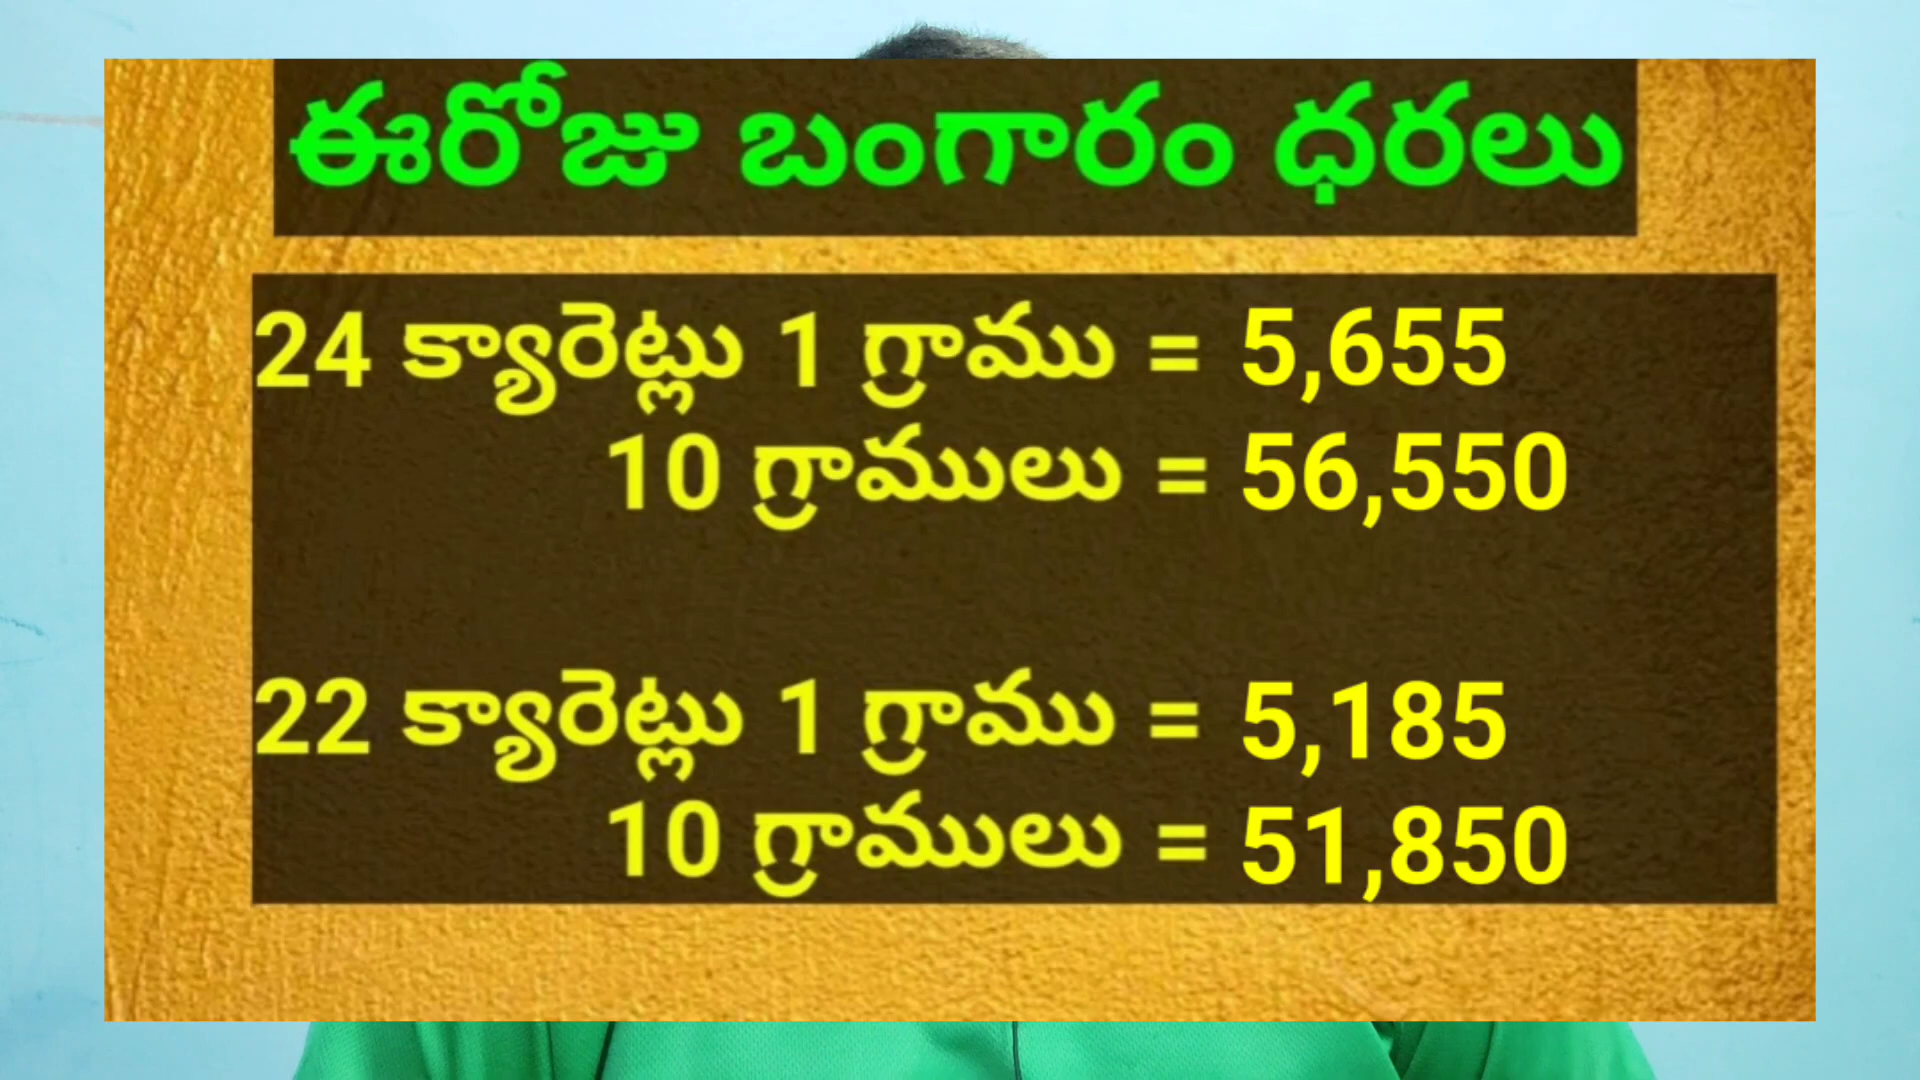 ఈరోజు బంగారం ధరలు
24 క్యారెట్లు 1 గ్రాము = 5,655
10 గ్రాములు = 56,550
22 క్యారెట్లు 1 గ్రాము = 5,185
10 గ్రాములు = 51,850